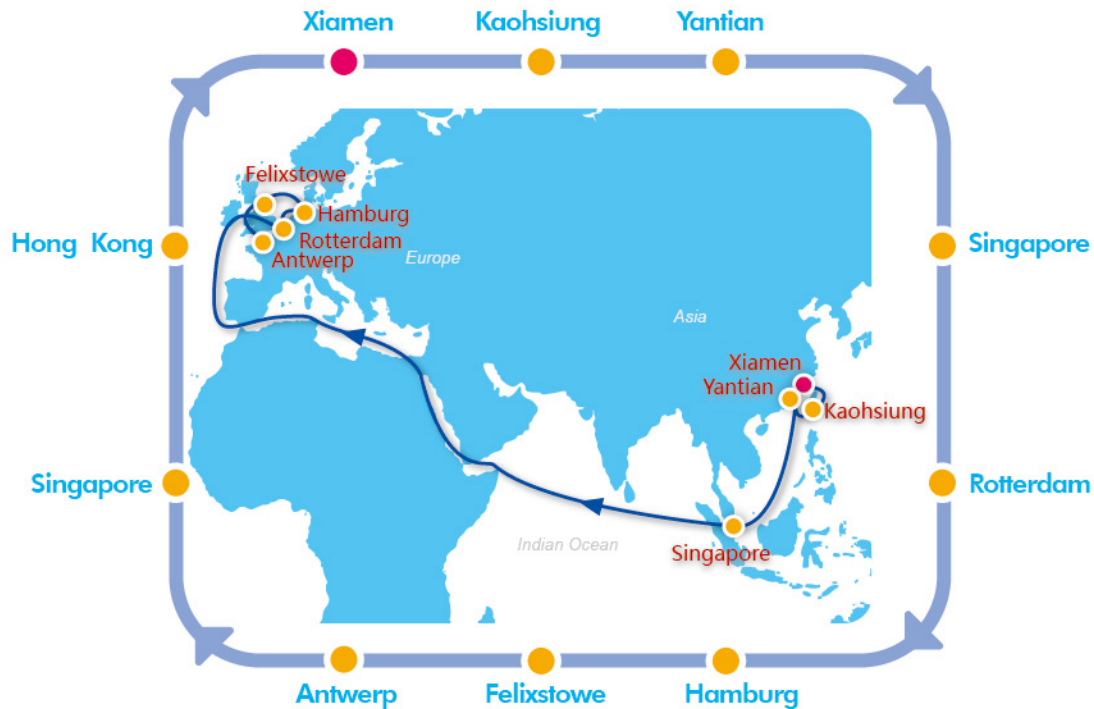 Xiamen
Kaohsiung
Yantian
Felixstowe
Hamburg
Rotterdam
Antwerp
Europe
Hong Kong
Singapore
Asia
Xiamen
Yantian
Kaohsiung
Singapore
Rotterdam
Indian Ocean
Singapore
Antwerp
Felixstowe
Hamburg